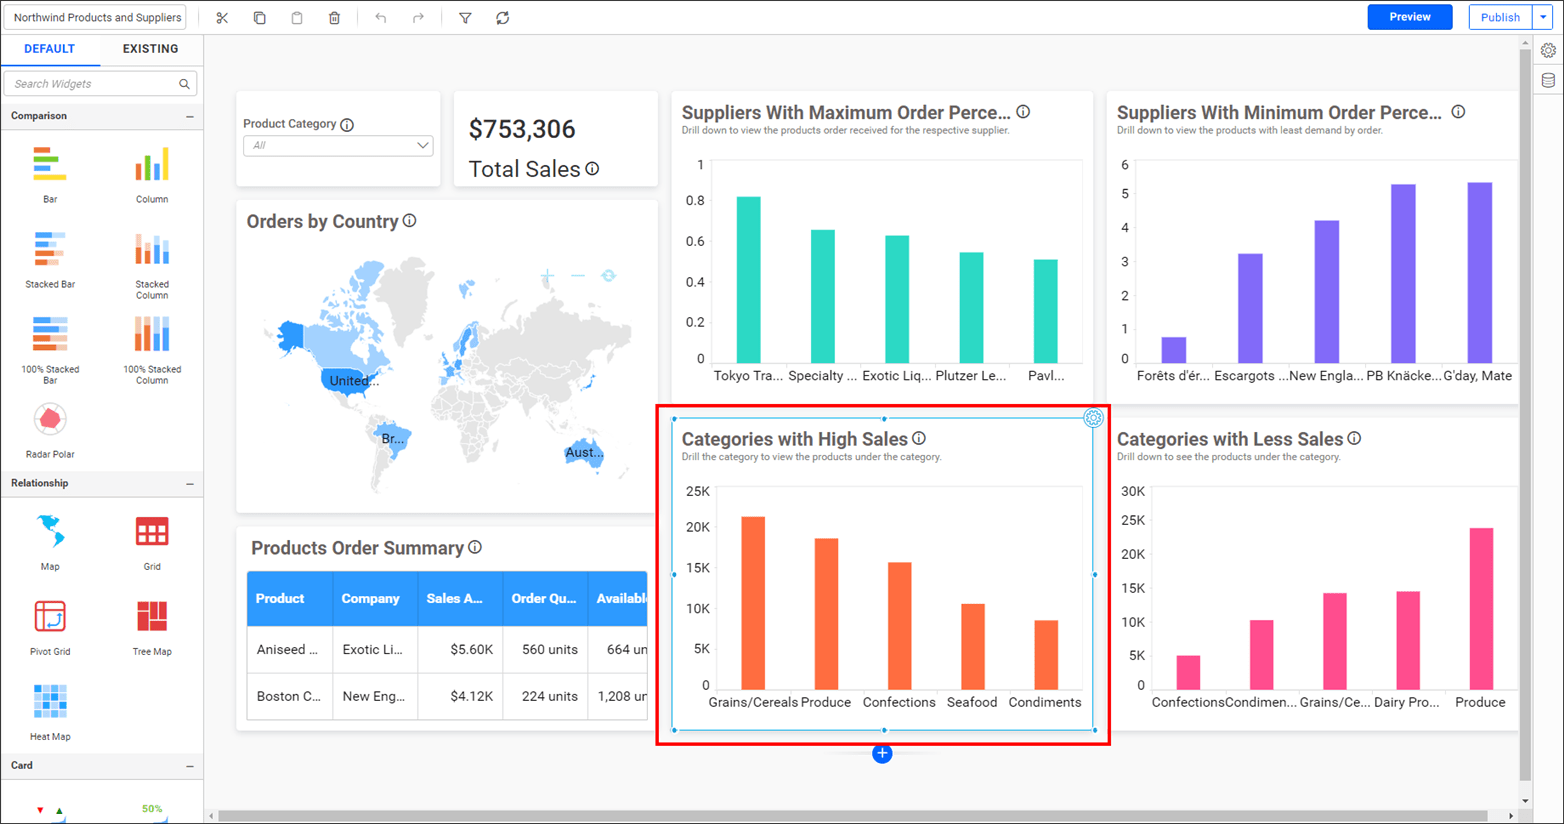 Northwind Products and Suppliers
Preview
Publish
DEFAULT
EXISTING
Search Widgets
Comparison
Bar
Column
Stacked Bar
Stacked
Column
100% Stacked
Bar
100% Stacked
Column
Radar Polar
Relationship
Map
Grid
Pivot Grid
Tree Map
Heat Map
Card
50%
Product Category
All
$753,306
Total Sales
Orders by Country
United...
Br...
Aust...
Products Order Summary
Product Company Sales A... Order Qu... Available
Aniseed ... Exotic Li... $5.60K 560 units 664 un
Boston C... New Eng... $4.12K 224 units 1,208 un
Suppliers With Maximum Order Perce...
Drill down to view the products order received for the respective supplier.
1
0.8
0.6
0.4
0.2
0
Tokyo Tra... Specialty ... Exotic Liq... Plutzer Le... Pavl...
Suppliers With Minimum Order Perce...
Drill down to view the products with least demand by order.
6
5
4
3
2
1
0
Forêts d'ér... Escargots ... New Engla... PB Knäcke... G'day, Mate
Categories with High Sales
Drill the category to view the products under the category.
25K
20K
15K
10K
5K
0
Grains/Cereals Produce Confections Seafood Condiments
Categories with Less Sales
Drill down to see the products under the category.
30K
25K
20K
15K
10K
5K
0
Confections Condimen... Grains/Ce... Dairy Pro... Produce